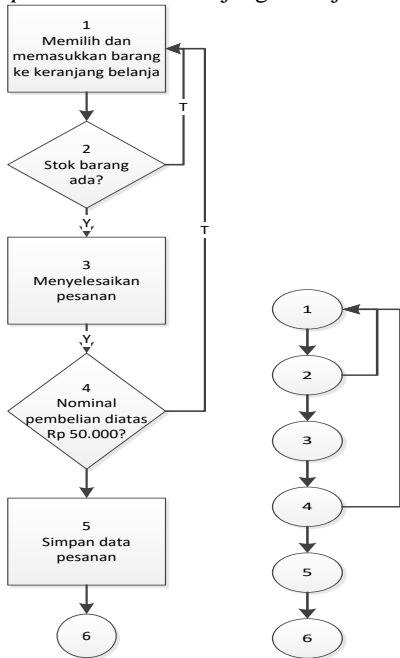 1
Memilih dan
memasukkan barang
ke keranjang belanja
T
2
Stok barang
ada?
T
Y
3
Menyelesaikan
pesanan
Y
4
Nominal
pembelian diatas
Rp 50.000?
5
Simpan data
pesanan
6
1
2
3
4
5
6